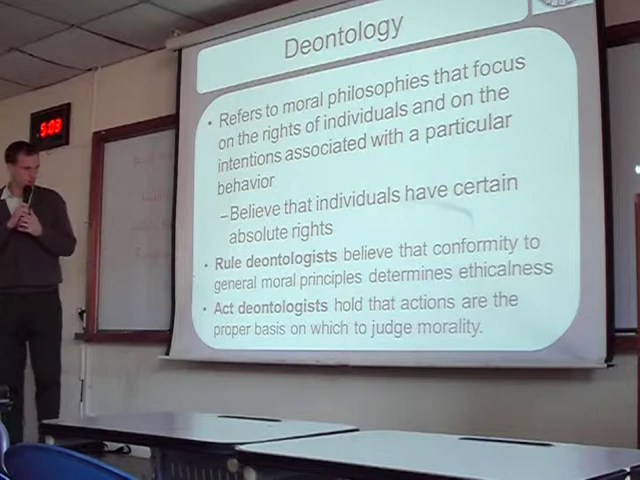 Deontology
5:03
• Refers to moral philosophies that focus
on the rights of individuals and on the
intentions associated with a particular
behavior
–Believe that individuals have certain
absolute rights
• Rule deontologists believe that conformity to
general moral principles determines ethicalness
• Act deontologists hold that actions are the
proper basis on which to judge morality.